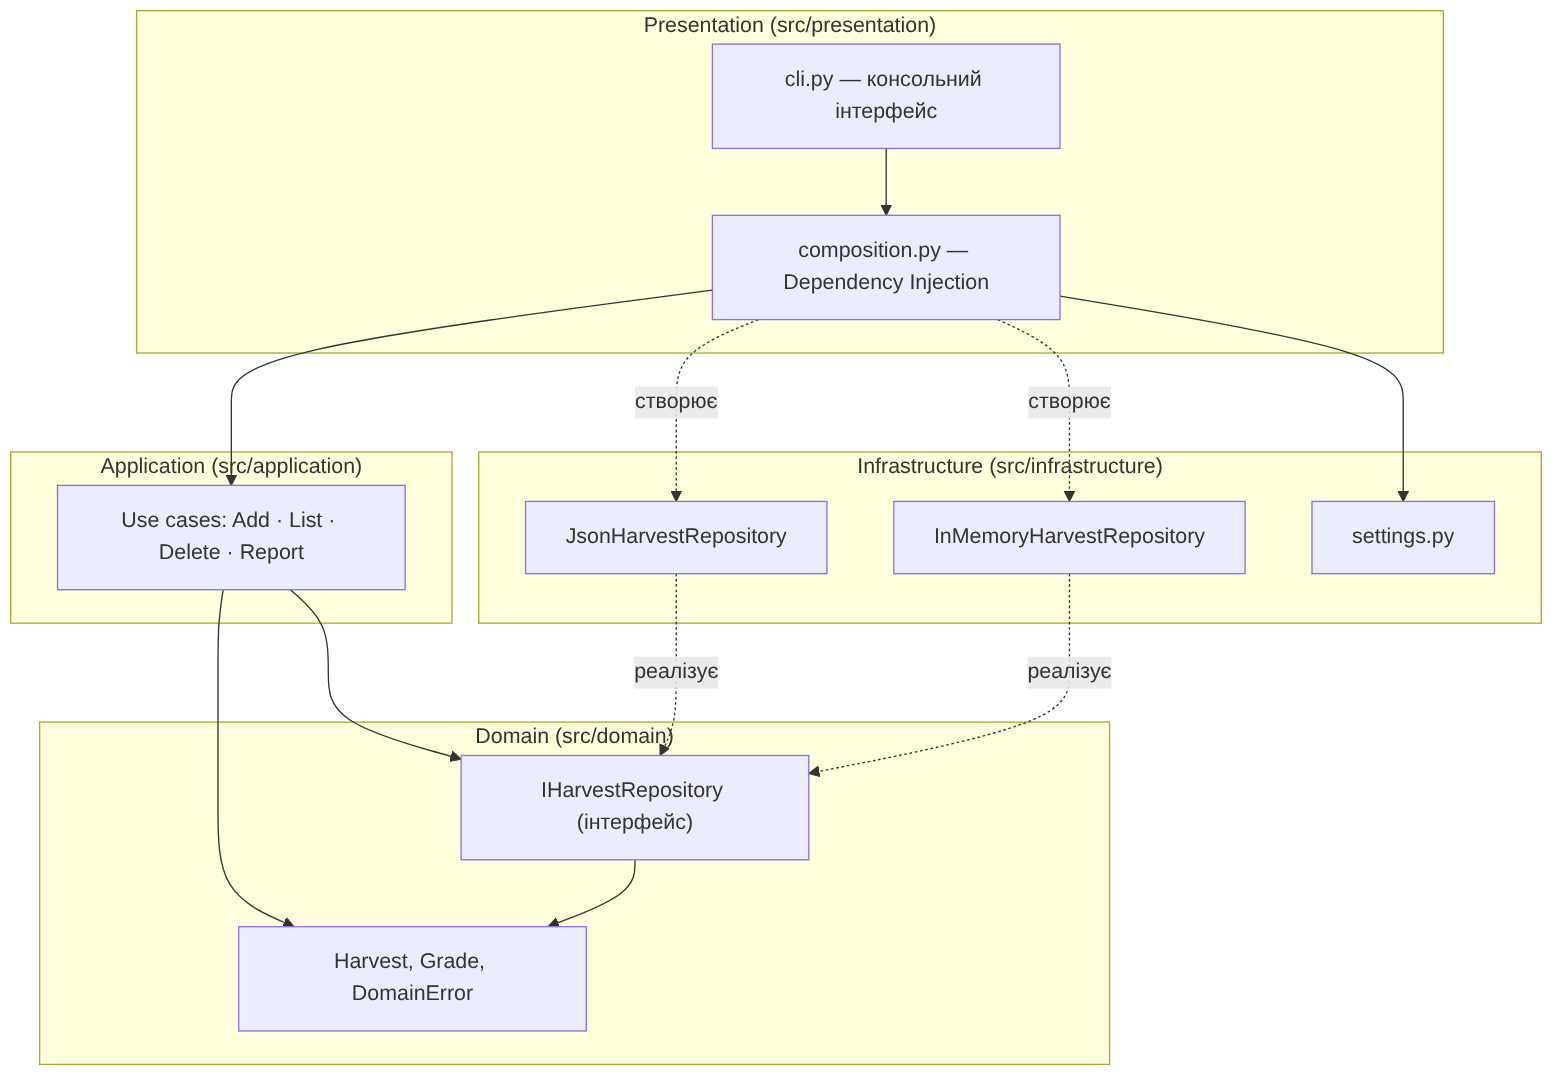 Presentation (src/presentation)
cli.py — консольний
інтерфейс
composition.py —
Dependency Injection
створює
створює
Application (src/application)
Use cases: Add · List ·
Delete · Report
Infrastructure (src/infrastructure)
JsonHarvestRepository
InMemoryHarvestRepository
settings.py
реалізує
реалізує
Domain (src/domain)
IHarvestRepository
(інтерфейс)
Harvest, Grade,
DomainError